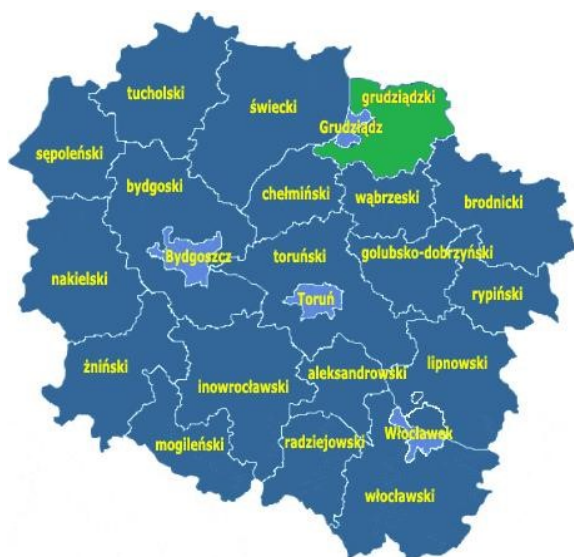 tucholski
grudziądzki
świecki
Grudziądz
sępoleński
bydgoski
chełmiński
wąbrzeski
brodnicki
Bydgoszcz
toruński
golubsko-dobrzyński
nakielski
Toruń
rypiński
żniński
inowrocławski
aleksandrowski
lipnowski
mogileński
radziejowski
Włocławek
włocławski